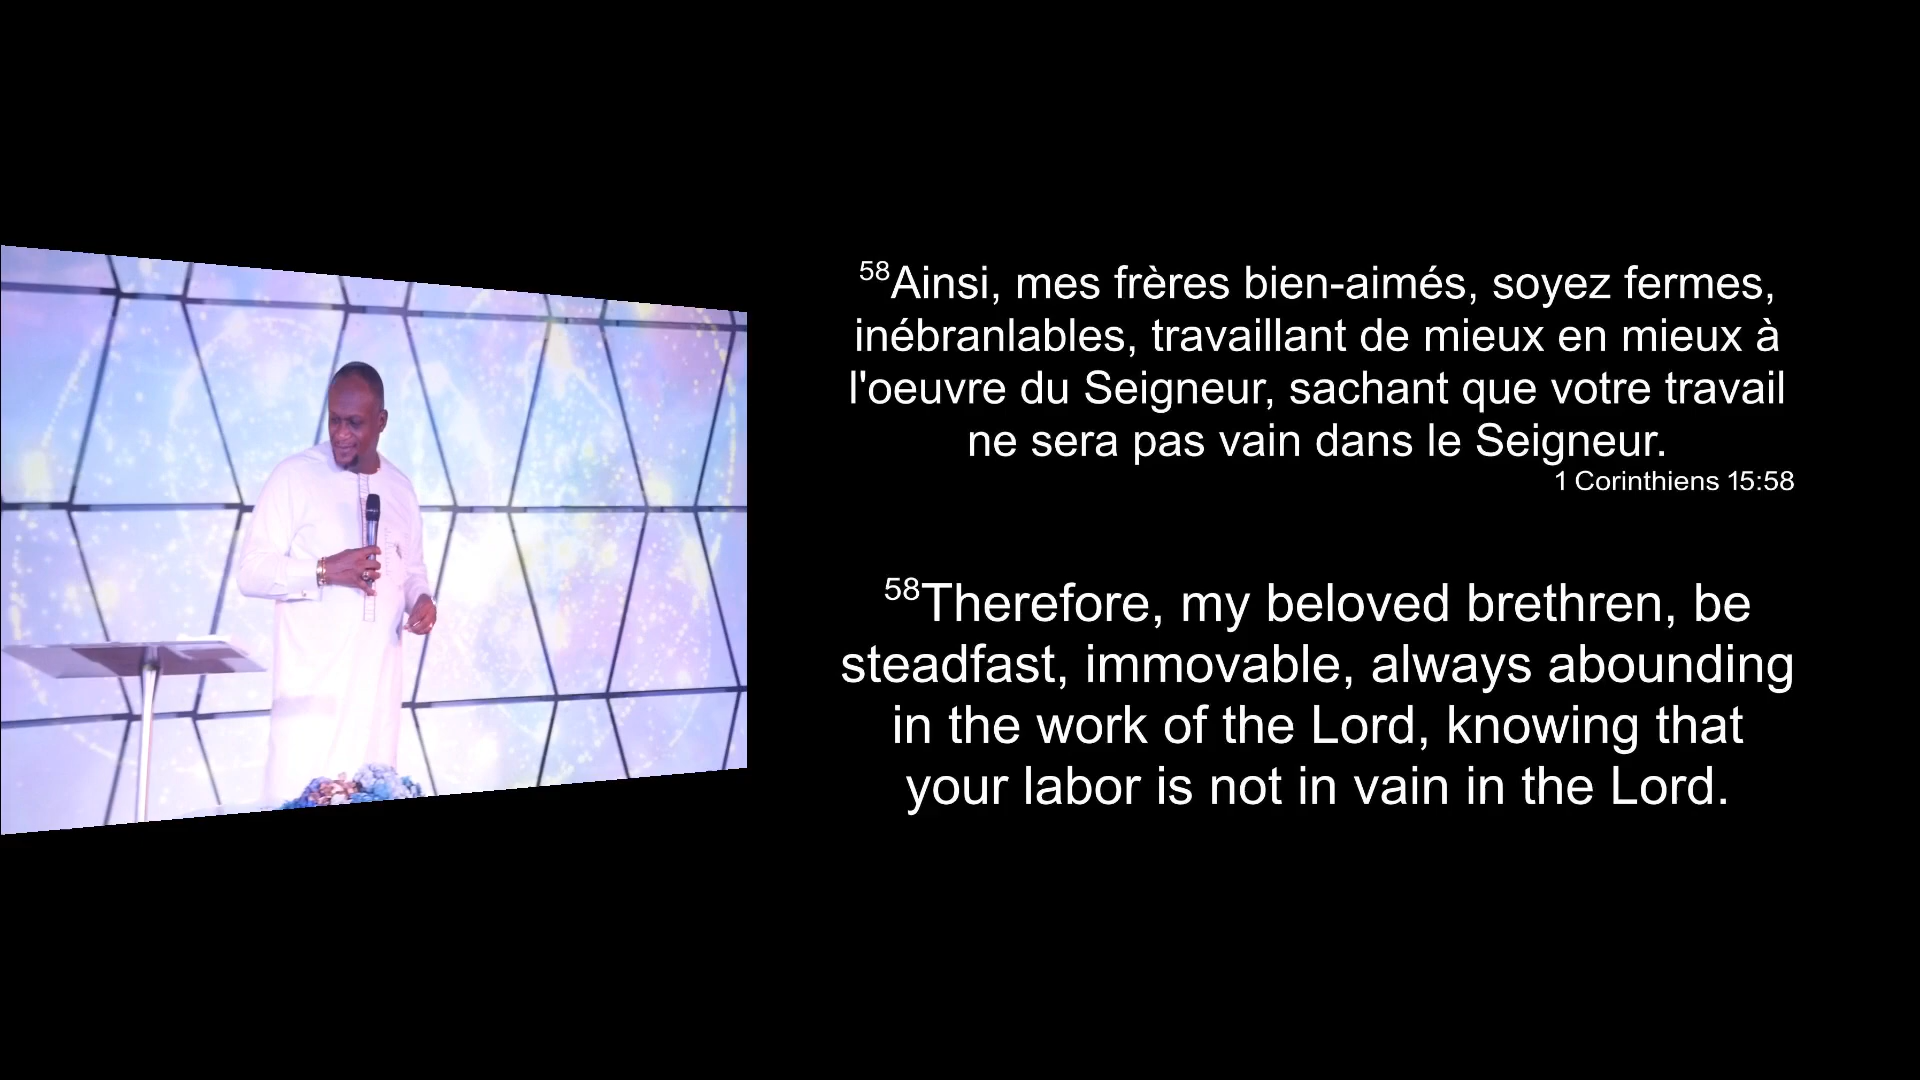 58Ainsi, mes frères bien-aimés, soyez fermes,
inébranlables, travaillant de mieux en mieux à
l'oeuvre du Seigneur, sachant que votre travail
ne sera pas vain dans le Seigneur.
1 Corinthiens 15:58
58Therefore, my beloved brethren, be
steadfast, immovable, always abounding
in the work of the Lord, knowing that
your labor is not in vain in the Lord.